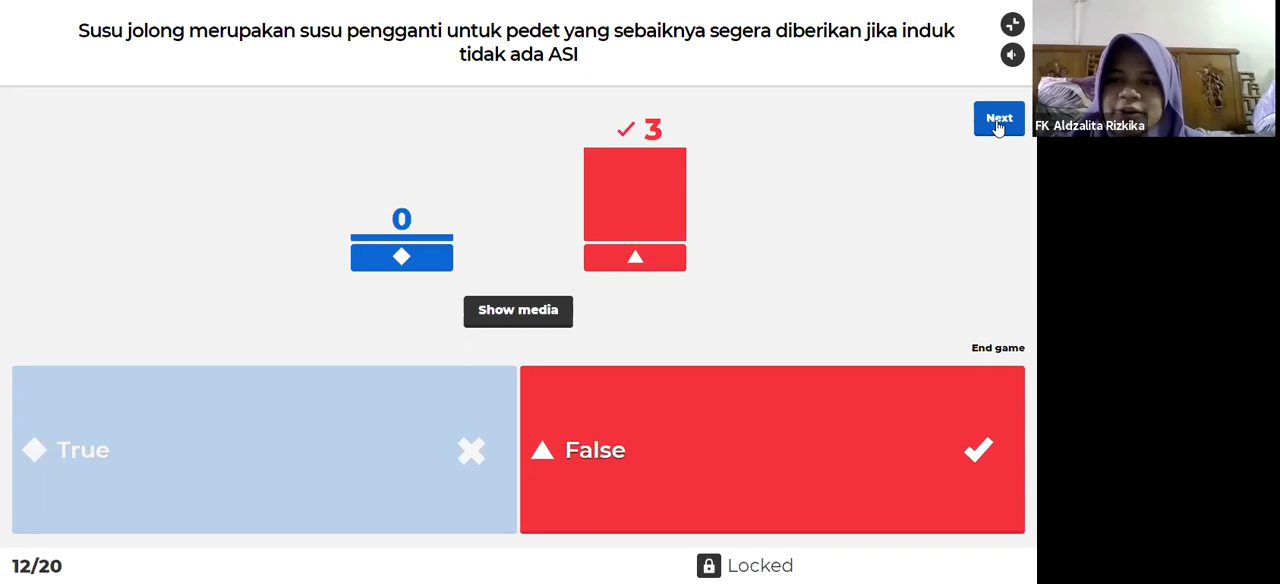 Susu jolong merupakan susu pengganti untuk pedet yang sebaiknya segera diberikan jika induk
tidak ada ASI
Next
FK Aldzalita Rizkika
3
0
Show media
End game
True
False
12/20
Locked